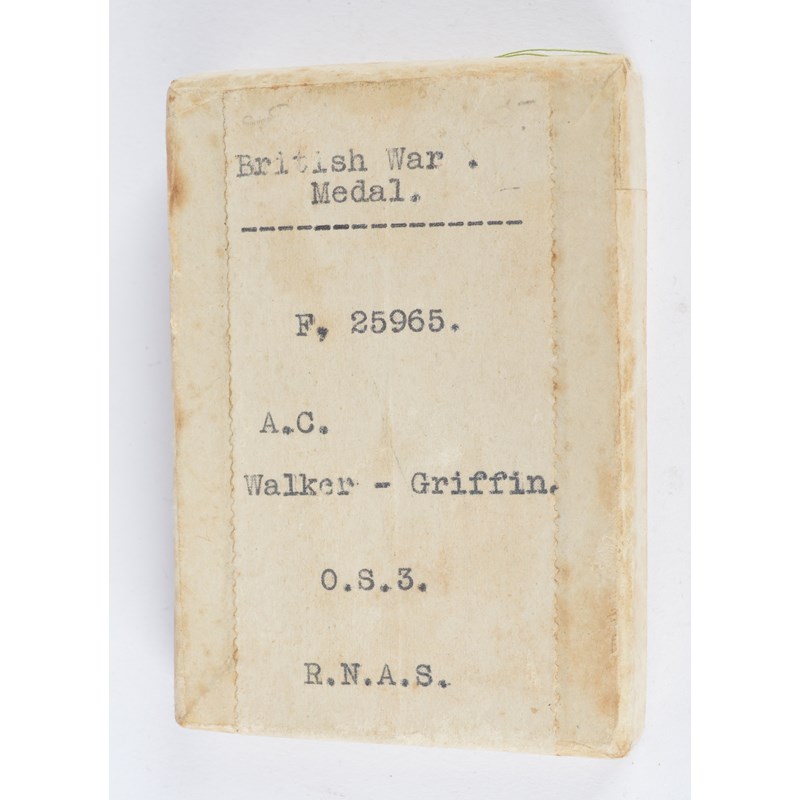 British War .
Medal.
----------------
F, 25965.
A.C.
Walker - Griffin.
O.S.3.
R.N.A.S.